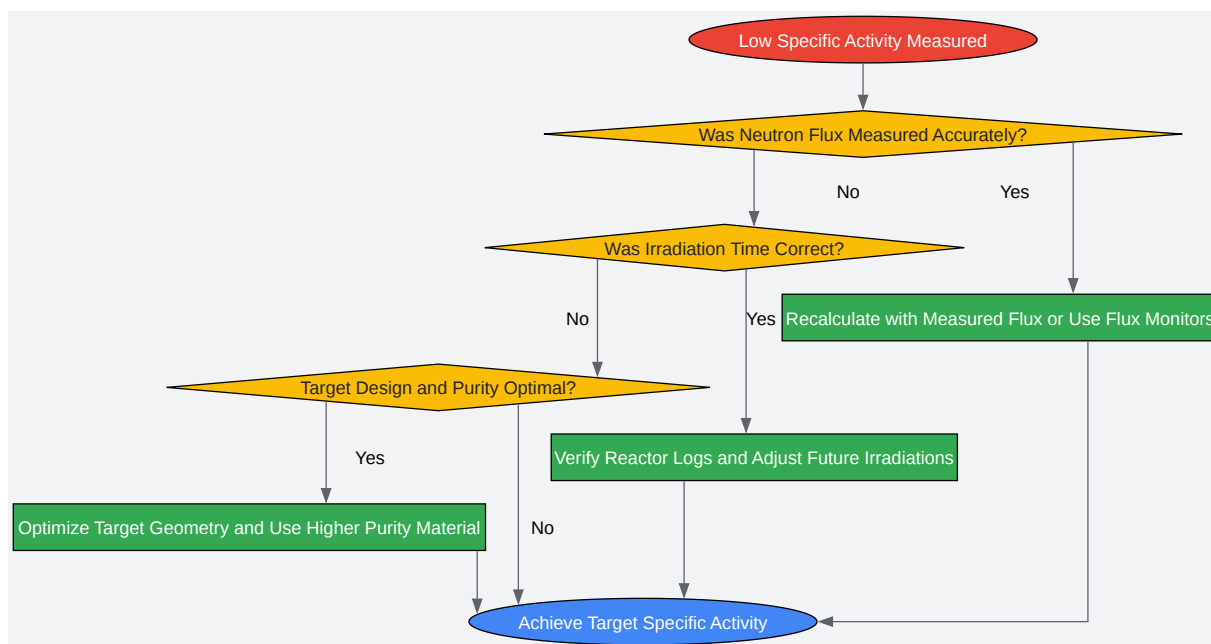 Low Specific Activity Measured
Was Neutron Flux Measured Accurately?
No
Yes
Was Irradiation Time Correct?
Recalculate with Measured Flux or Use Flux Monitors
No
Yes
Target Design and Purity Optimal?
Yes
Verify Reactor Logs and Adjust Future Irradiations
Optimize Target Geometry and Use Higher Purity Material
No
Achieve Target Specific Activity